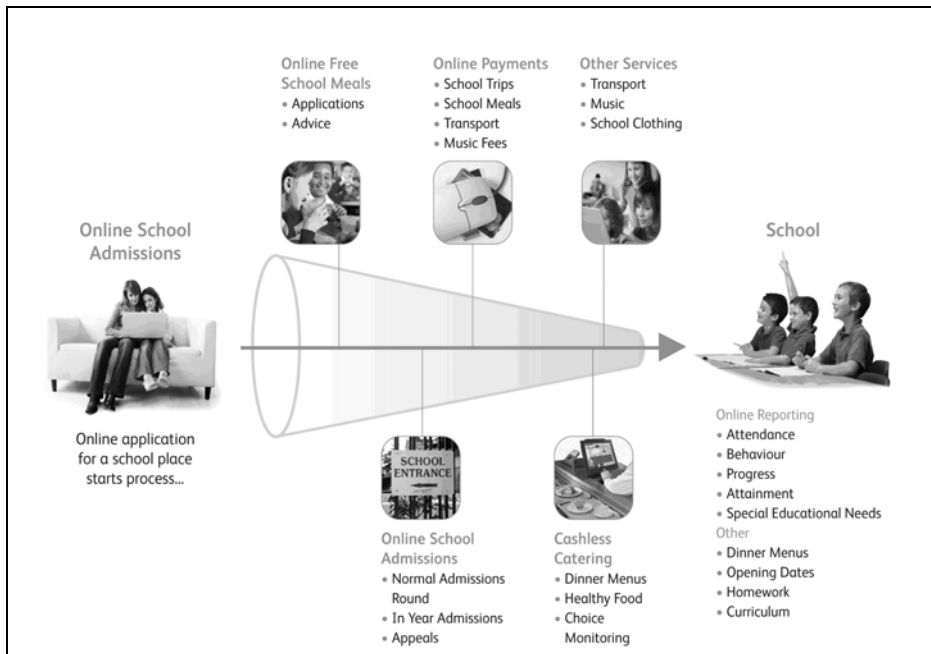 Online Free
School Meals
• Applications
• Advice
Online Payments
• School Trips
• School Meals
• Transport
• Music Fees
Other Services
• Transport
• Music
• School Clothing
Online School
Admissions
Online application
for a school place
starts process...
School
SCHOOL
ENTRANCE
Online School
Admissions
• Normal Admissions
Round
• In Year Admissions
• Appeals
Cashless
Catering
• Dinner Menus
• Healthy Food
• Choice
Monitoring
Online Reporting
• Attendance
• Behaviour
• Progress
• Attainment
• Special Educational Needs
Other
• Dinner Menus
• Opening Dates
• Homework
• Curriculum